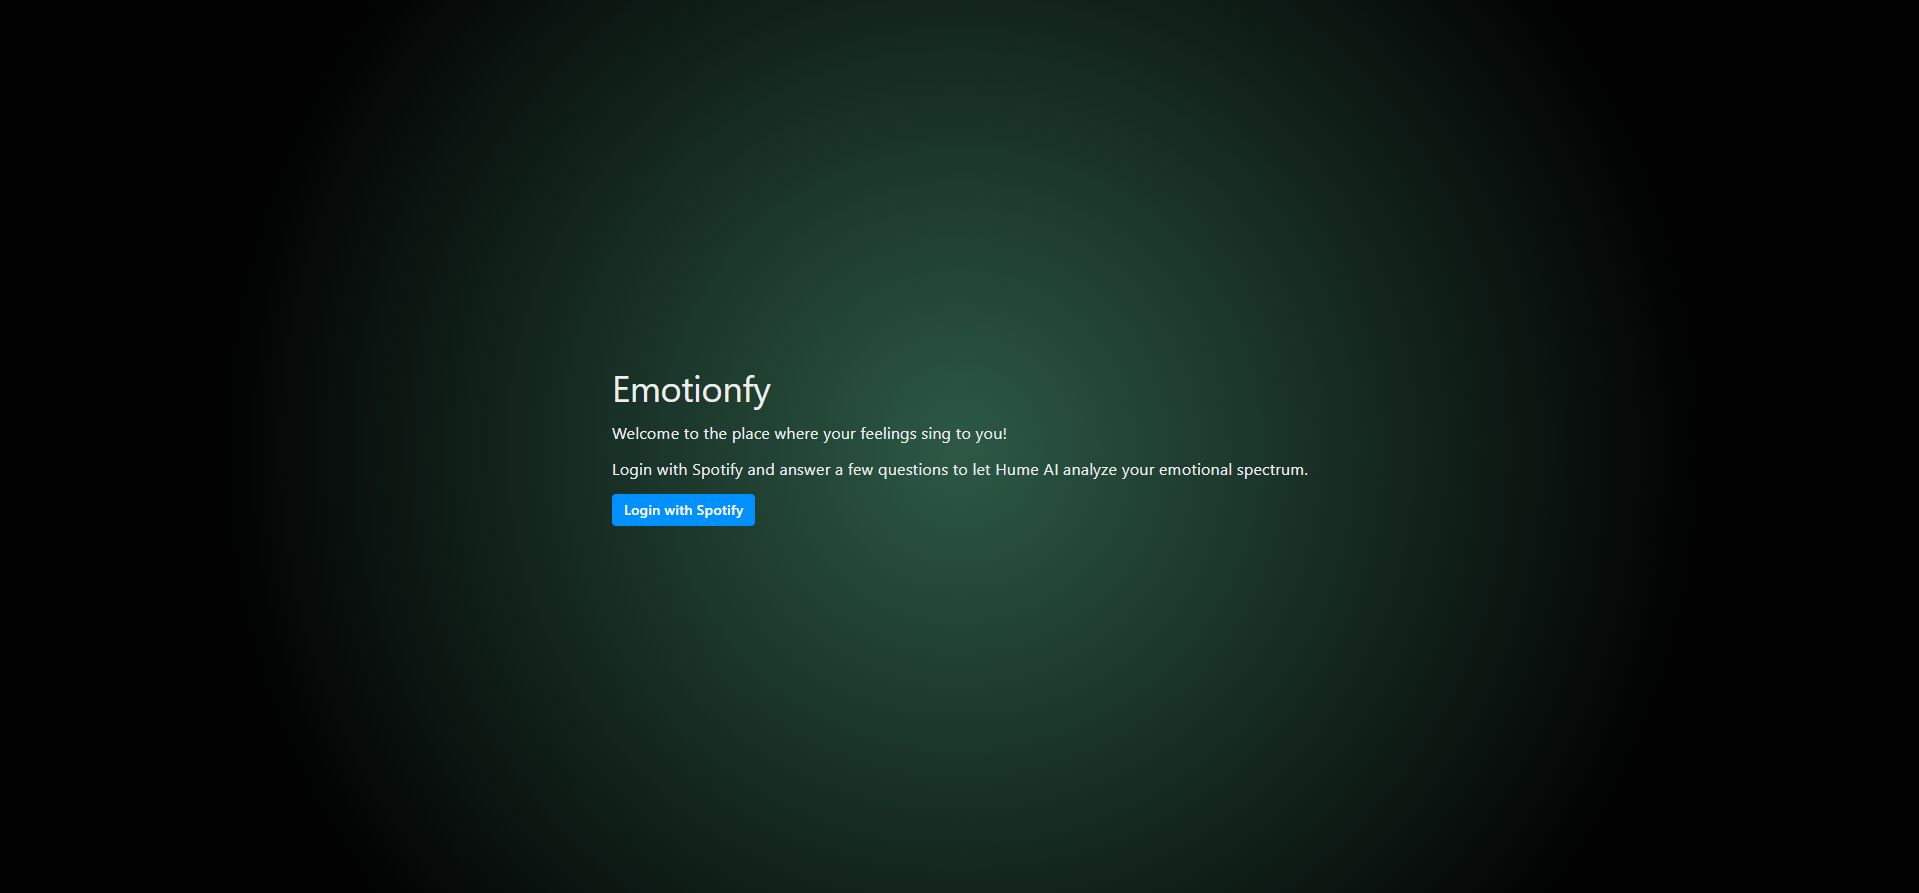 Emotionfy
Welcome to the place where your feelings sing to you!
Login with Spotify and answer a few questions to let Hume AI analyze your emotional spectrum.
Login with Spotify